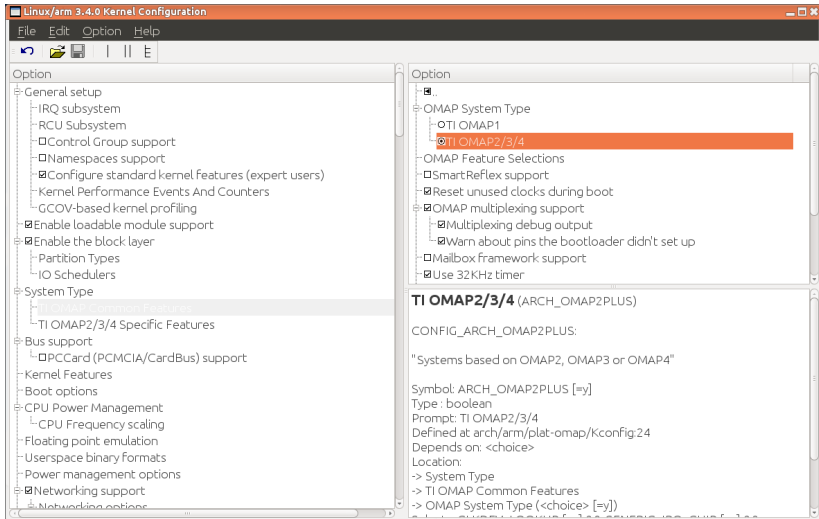 Linux/arm 3.4.0 Kernel Configuration
File Edit Option Help
Option
General setup
IRQ subsystem
RCU Subsystem
Control Group support
Namespaces support
Configure standard kernel features (expert users)
Kernel Performance Events And Counters
GCOV-based kernel profiling
Enable loadable module support
Enable the block layer
Partition Types
IO Schedulers
System Type
TI OMAP Common Features
TI OMAP2/3/4 Specific Features
Bus support
PCCard (PCMCIA/CardBus) support
Kernel Features
Boot options
CPU Power Management
CPU Frequency scaling
Floating point emulation
Userspace binary formats
Power management options
Networking support
Networking options
Option
..
OMAP System Type
TI OMAP1
TI OMAP2/3/4
OMAP Feature Selections
SmartReflex support
Reset unused clocks during boot
OMAP multiplexing support
Multiplexing debug output
Warn about pins the bootloader didn't set up
Mailbox framework support
Use 32KHz timer
TI OMAP2/3/4 (ARCH_OMAP2PLUS)
CONFIG_ARCH_OMAP2PLUS:
"Systems based on OMAP2, OMAP3 or OMAP4"
Symbol: ARCH_OMAP2PLUS [=y]
Type : boolean
Prompt: TI OMAP2/3/4
Defined at arch/arm/plat-omap/Kconfig:24
Depends on: <choice>
Location:
-> System Type
-> TI OMAP Common Features
-> OMAP System Type (<choice> [=y])